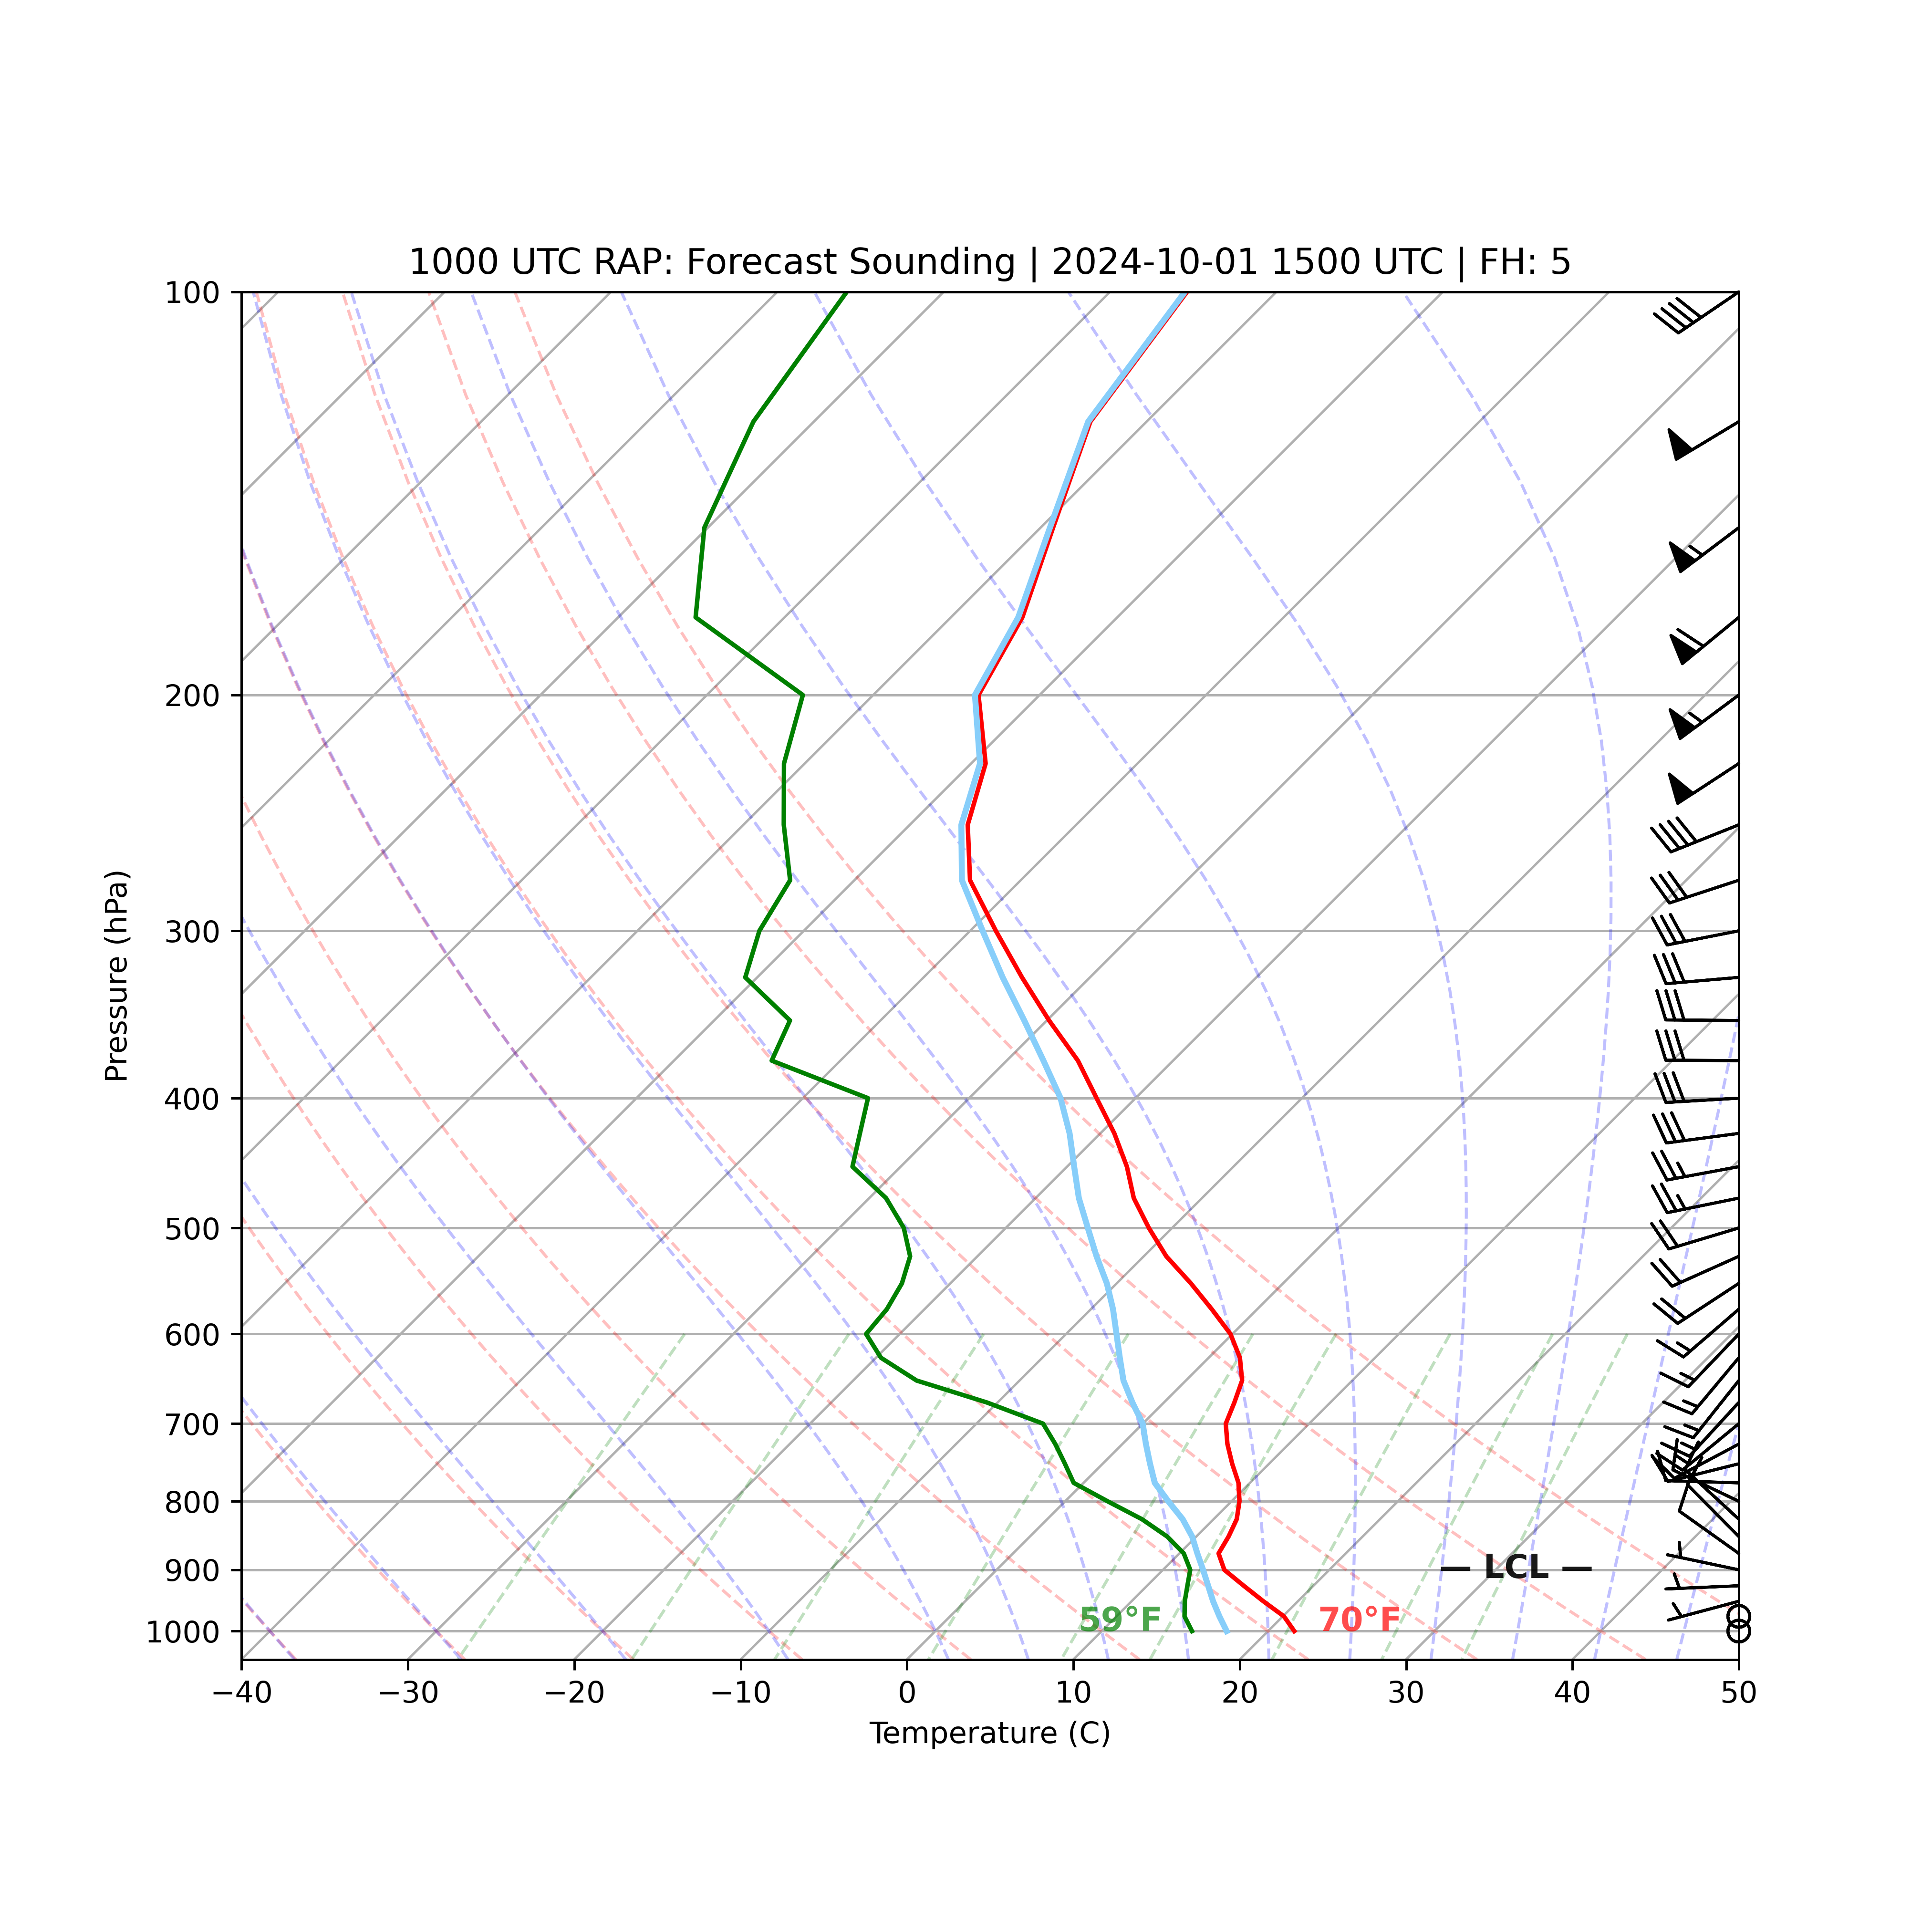 1000 UTC RAP: Forecast Sounding | 2024-10-01 1500 UTC | FH: 5
100
200
300
400
500
600
700
800
900
1000
Pressure (hPa)
— LCL —
59°F 70°F
−40 −30 −20 −10 0 10 20 30 40 50
Temperature (C)